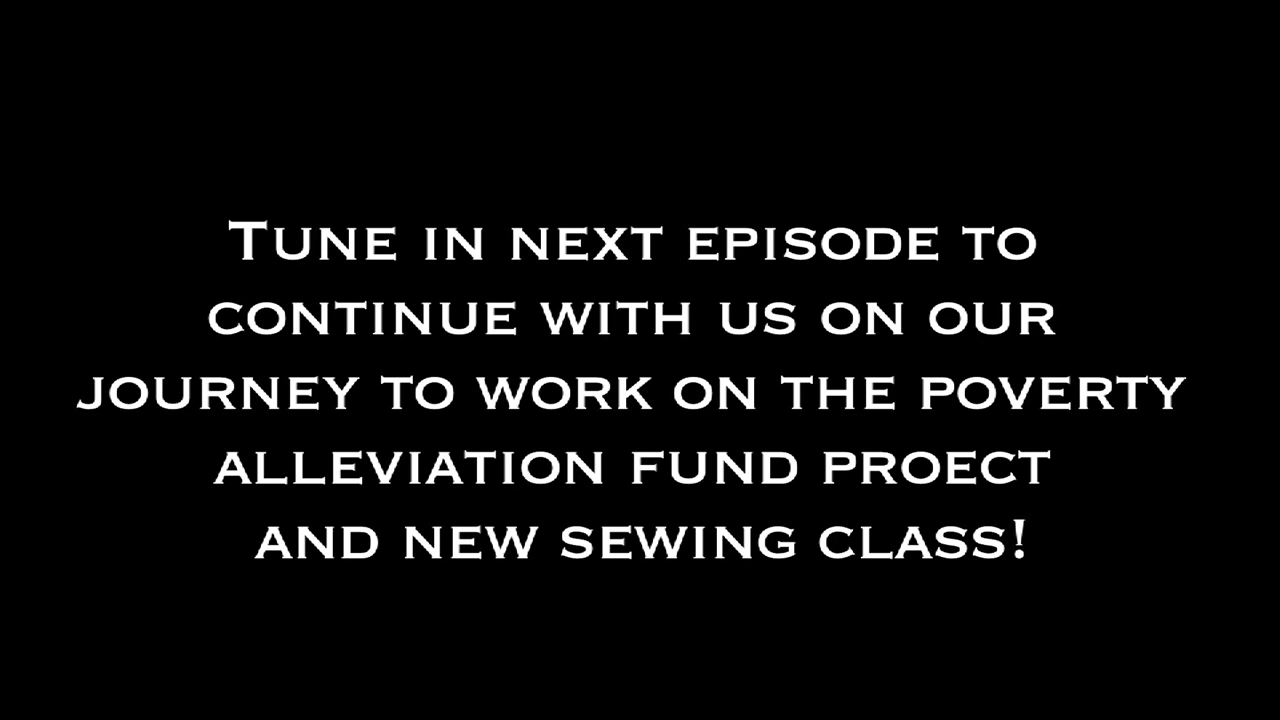 Tune in next episode to
continue with us on our
journey to work on the poverty
alleviation fund proect
and new sewing class!